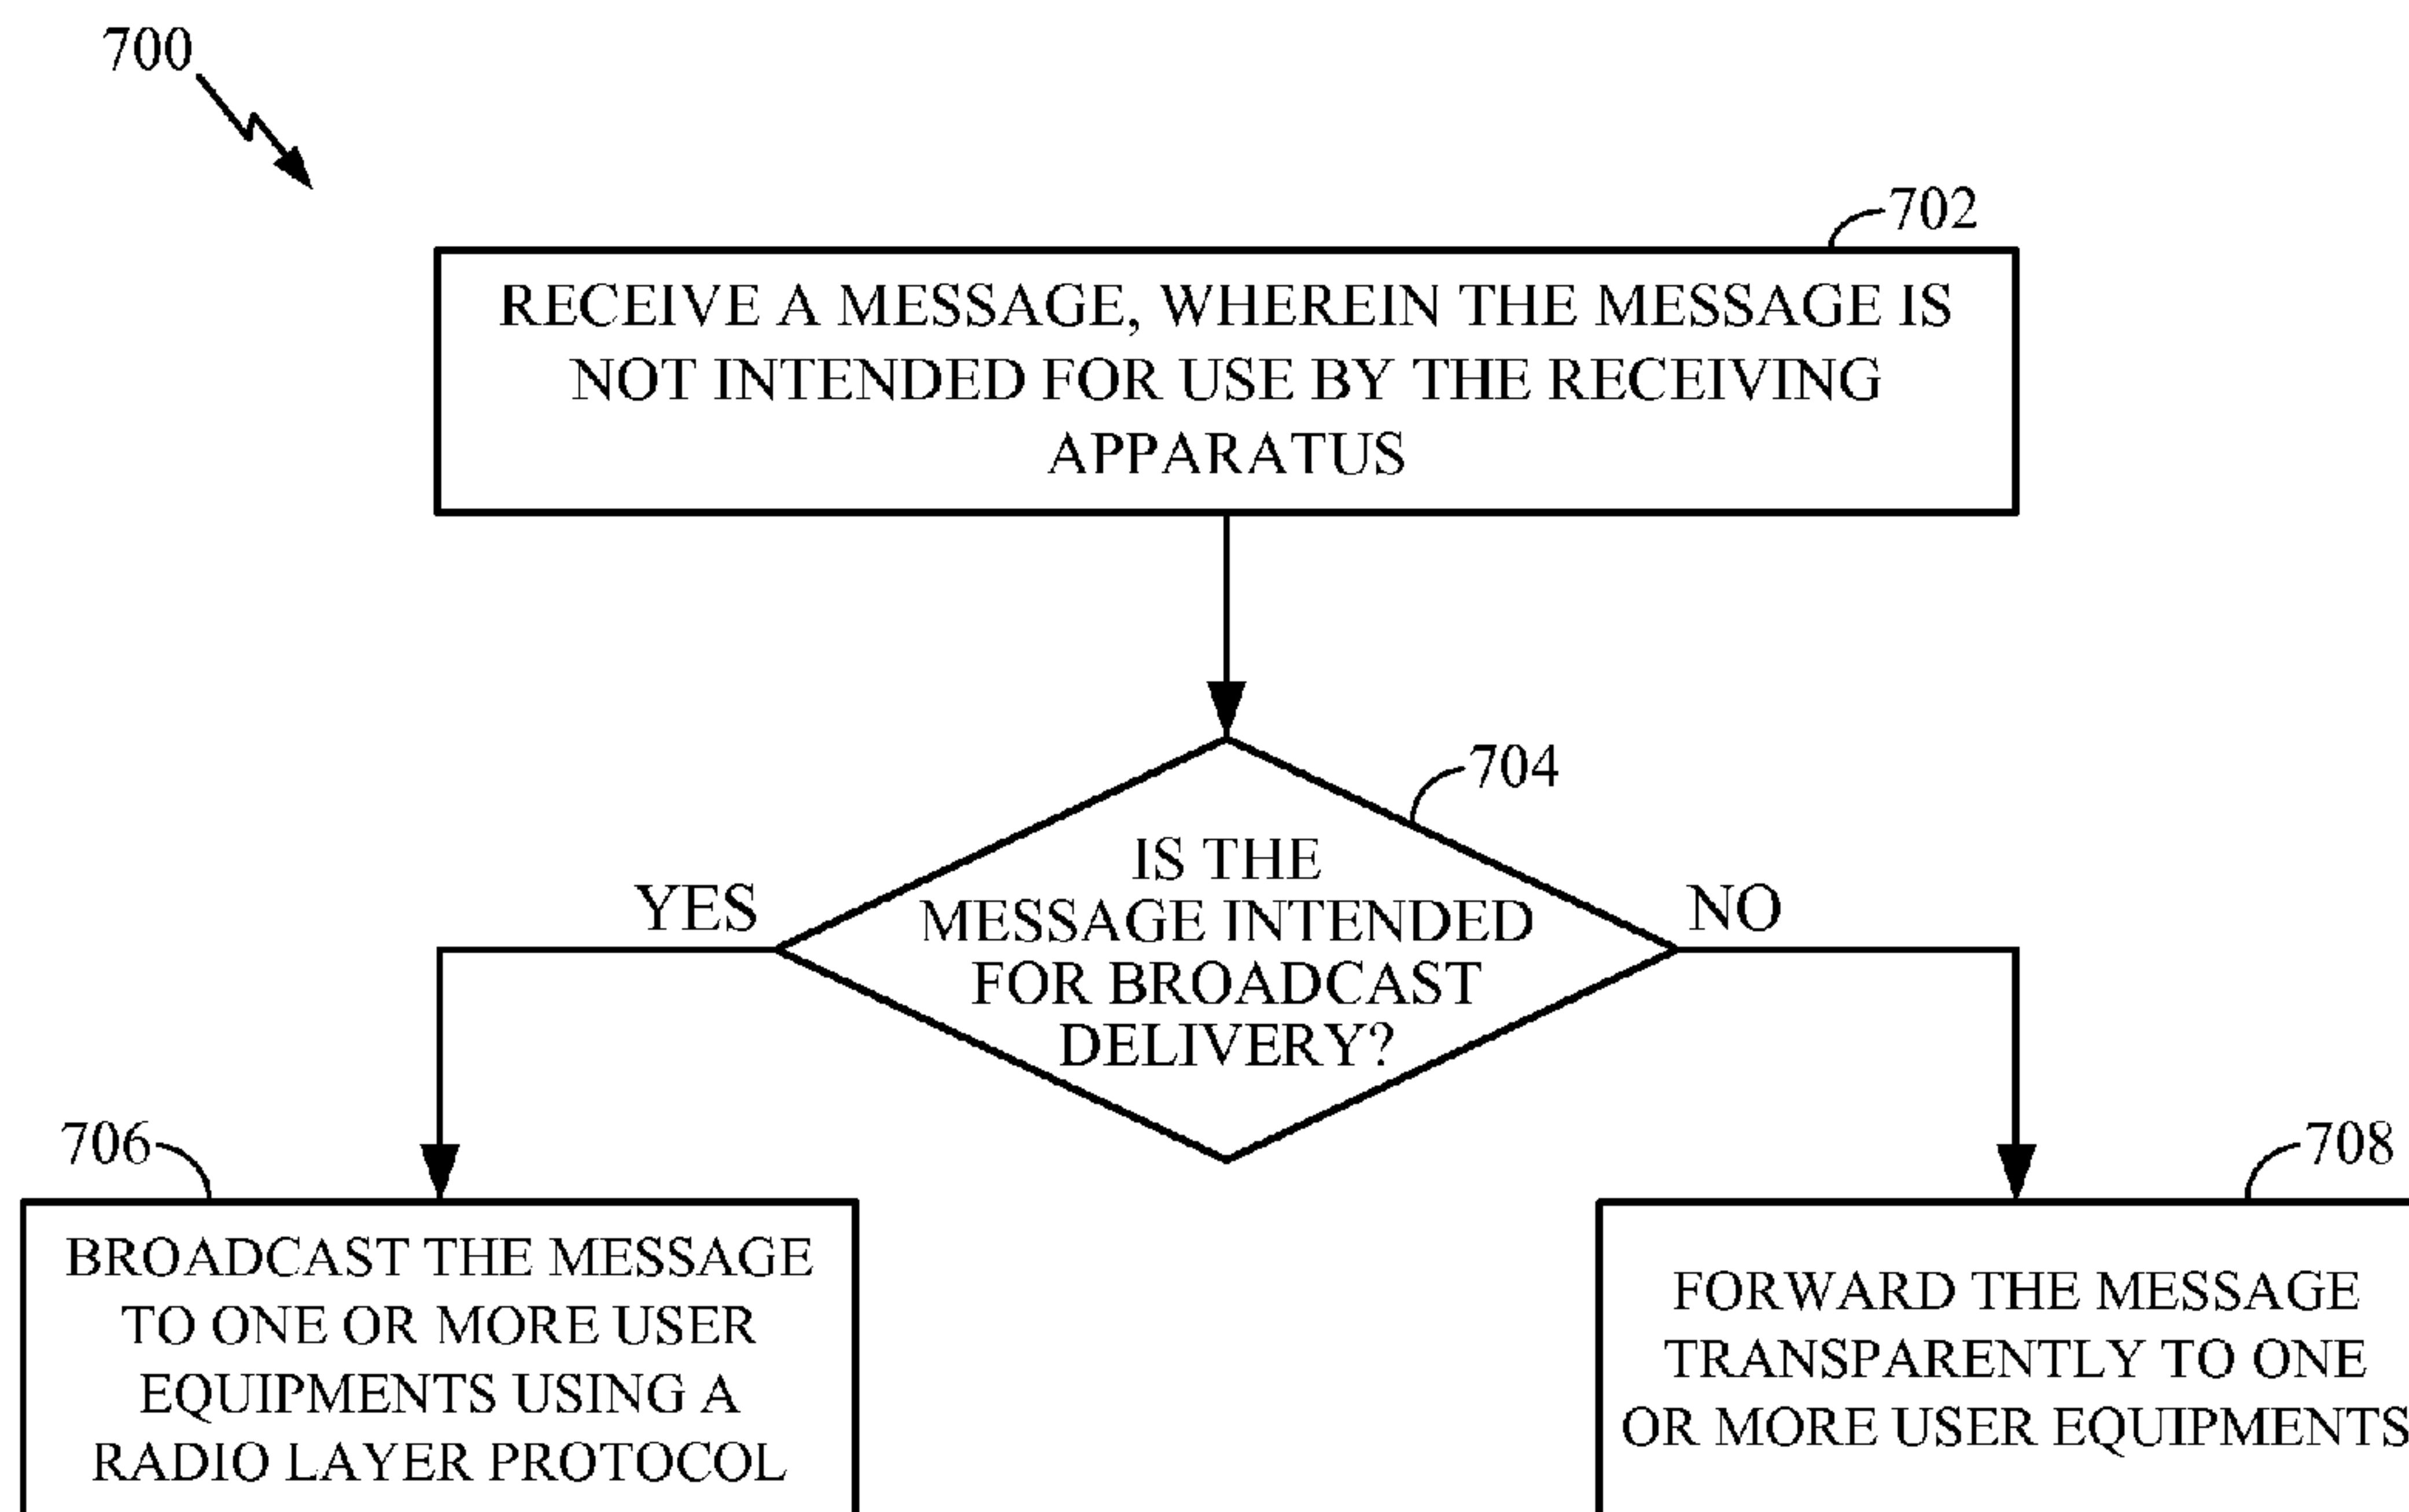 700
702
RECEIVE A MESSAGE, WHEREIN THE MESSAGE IS
NOT INTENDED FOR USE BY THE RECEIVING
APPARATUS
704
IS THE
MESSAGE INTENDED
FOR BROADCAST
DELIVERY?
YES
NO
706
BROADCAST THE MESSAGE
TO ONE OR MORE USER
EQUIPMENTS USING A
RADIO LAYER PROTOCOL
708
FORWARD THE MESSAGE
TRANSPARENTLY TO ONE
OR MORE USER EQUIPMENTS